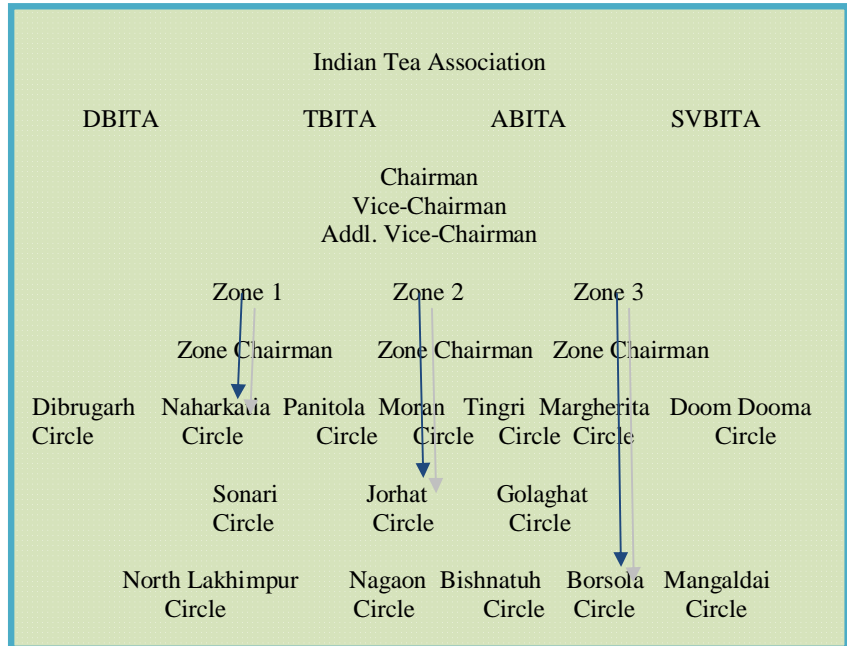 Indian Tea Association
DBITA TBITA ABITA SVBITA
Chairman
Vice-Chairman
Addl. Vice-Chairman
Zone 1 Zone 2 Zone 3
Zone Chairman Zone Chairman Zone Chairman
Dibrugarh Naharkatia Panitola Moran Tingri Margherita Doom Dooma
Circle Circle Circle Circle Circle Circle Circle
Sonari Jorhat Golaghat
Circle Circle Circle
North Lakhimpur Nagaon Bishnatuh Borsola Mangaldai
Circle Circle Circle Circle Circle